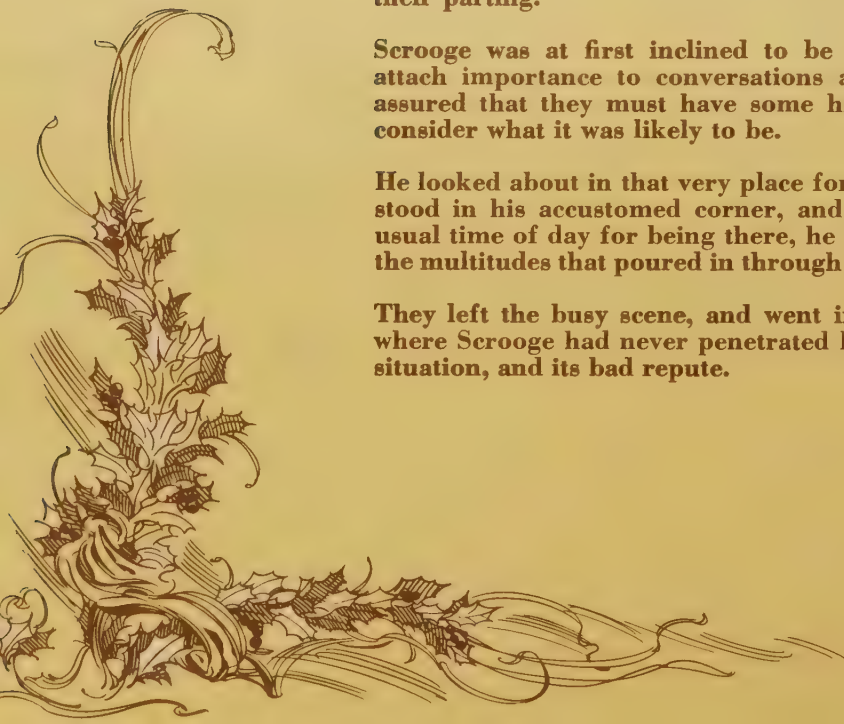 their parting.
Scrooge was at first inclined to be
attach importance to conversations a
assured that they must have some h
consider what it was likely to be.
He looked about in that very place for
stood in his accustomed corner, and
usual time of day for being there, he
the multitudes that poured in through
They left the busy scene, and went i
where Scrooge had never penetrated
situation, and its bad repute.